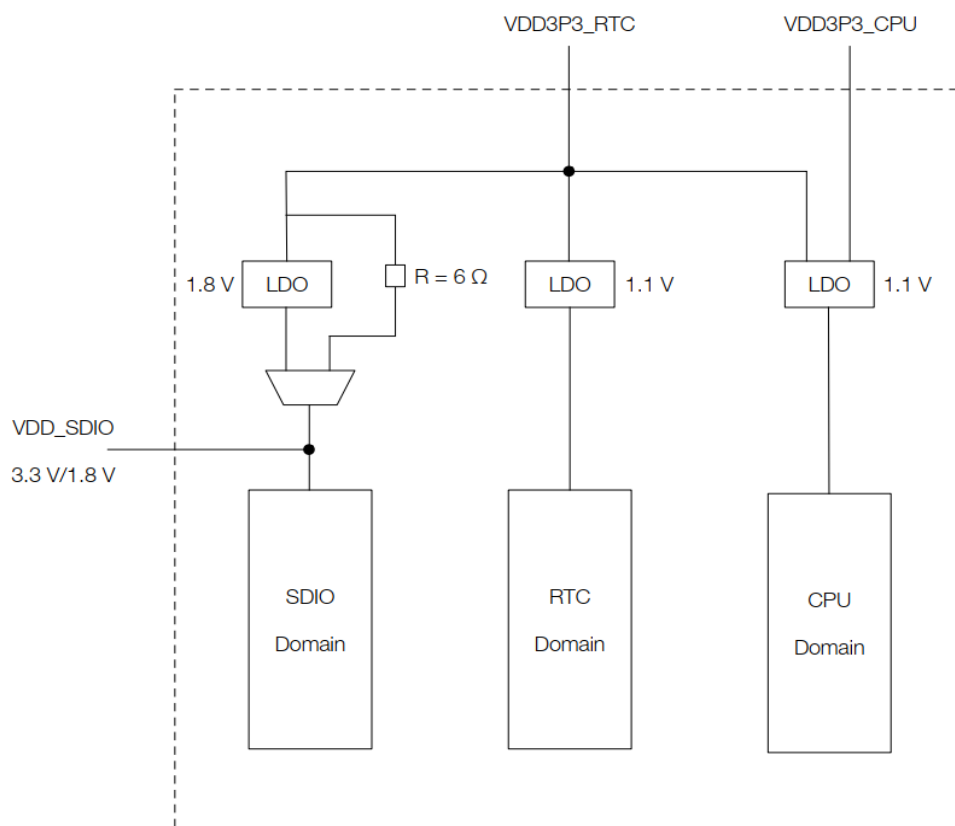 VDD3P3_RTC
VDD3P3_CPU
1.8 V
LDO
R = 6 Ω
LDO
1.1 V
LDO
1.1 V
VDD_SDIO
3.3 V/1.8 V
SDIO
Domain
RTC
Domain
CPU
Domain